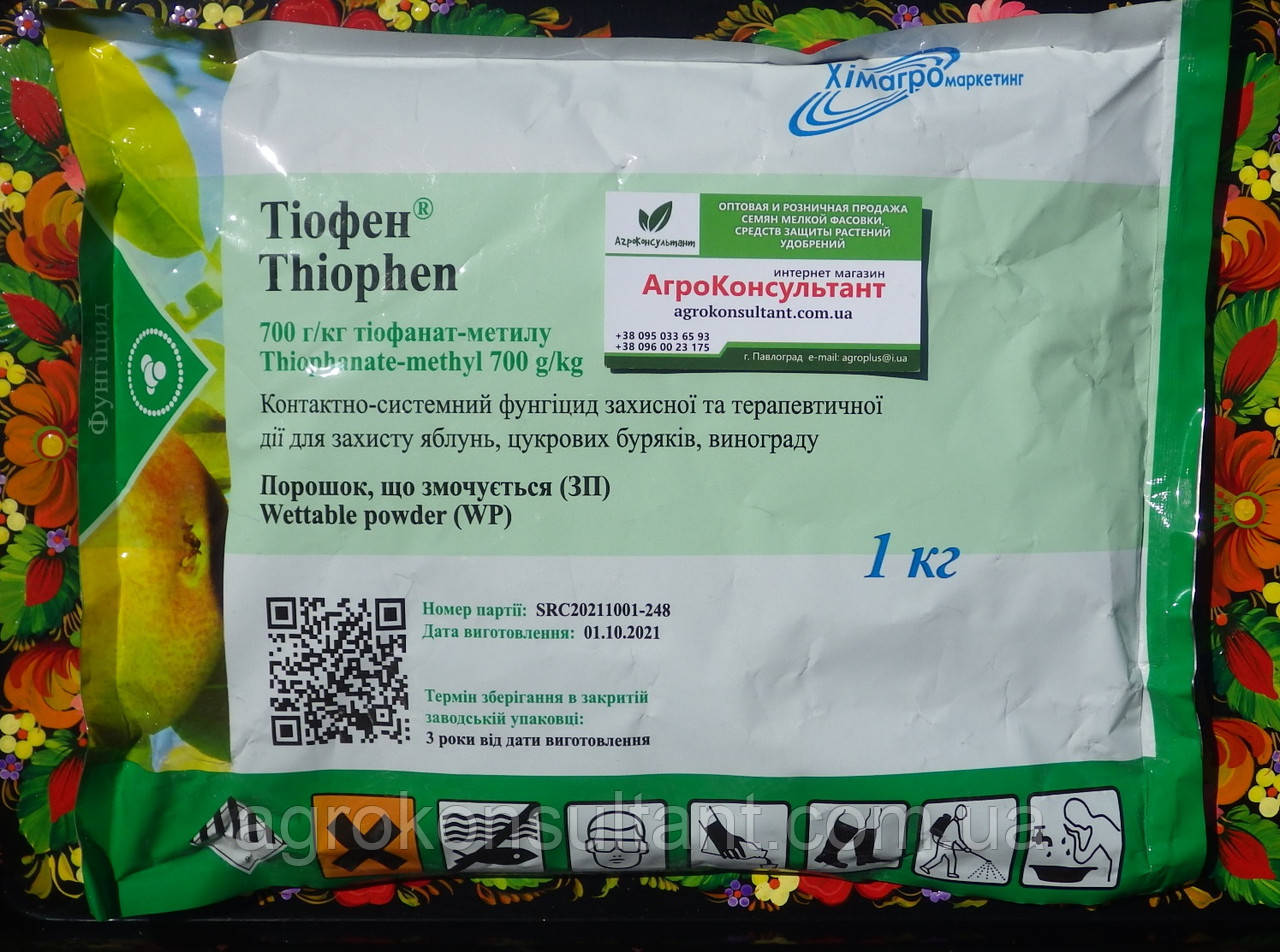 Хімагромаркетинг
Тіофен®
Thiophen
700 г/кг тіофанат-метилу
Thiophanate-methyl 700 g/kg
Контактно-системний фунгіцид захисної та терапевтичної
дії для захисту яблунь, цукрових буряків, винограду
Порошок, що змочується (ЗП)
Wettable powder (WP)
1 кг
Номер партії: SRC20211001-248
Дата виготовлення: 01.10.2021
Термін зберігання в закритій
заводській упаковці:
3 роки від дати виготовлення
Фунгіцид
АгроКонсультант
ОПТОВАЯ И РОЗНИЧНАЯ ПРОДАЖА
СЕМЯН МЕЛКОЙ ФАСОВКИ,
СРЕДСТВ ЗАЩИТЫ РАСТЕНИЙ
УДОБРЕНИЙ
интернет магазин
АгроКонсультант
agrokonsultant.com.ua
+38 095 033 65 93
+38 096 00 23 175
г. Павлоград e-mail: agroplus@i.ua
agrokonsultant.com.ua